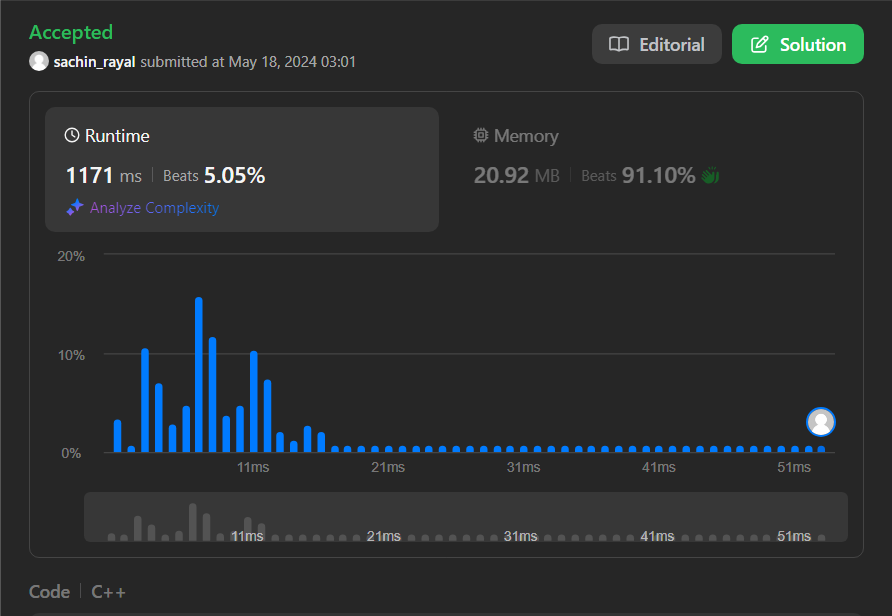 Accepted
Editorial
Solution
sachin_rayal submitted at May 18, 2024 03:01
Runtime
1171 ms | Beats 5.05%
Analyze Complexity
Memory
20.92 MB | Beats 91.10%
20%
10%
0%
11ms 21ms 31ms 41ms 51ms
11ms 21ms 31ms 41ms 51ms
Code | C++